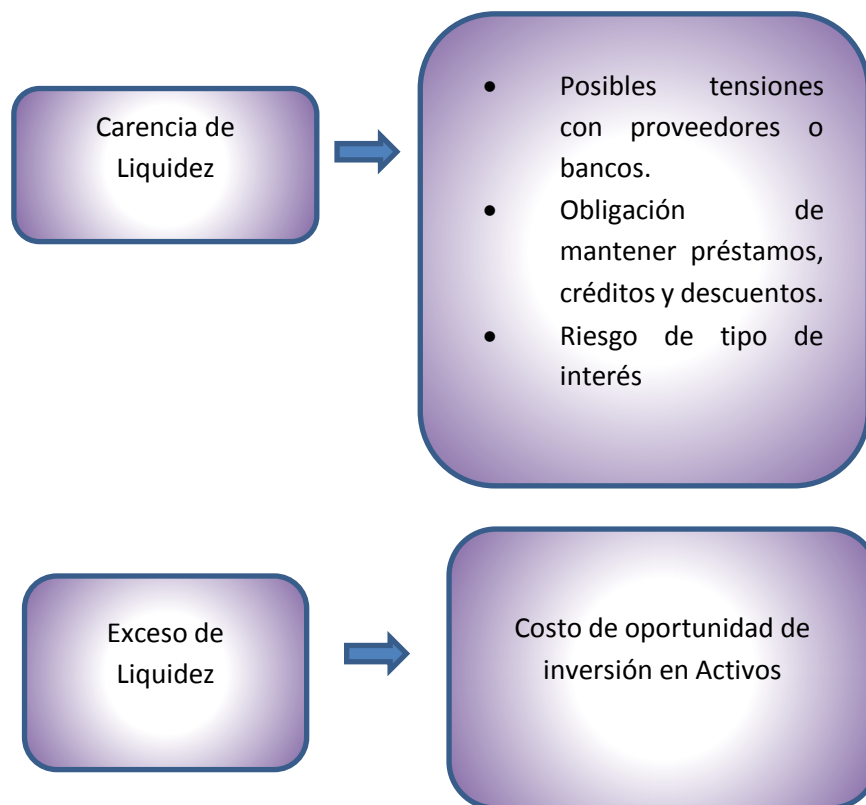 Carencia de
Liquidez
• Posibles tensiones
con proveedores o
bancos.
• Obligación de
mantener préstamos,
créditos y descuentos.
• Riesgo de tipo de
interés
Exceso de
Liquidez
Costo de oportunidad de
inversión en Activos